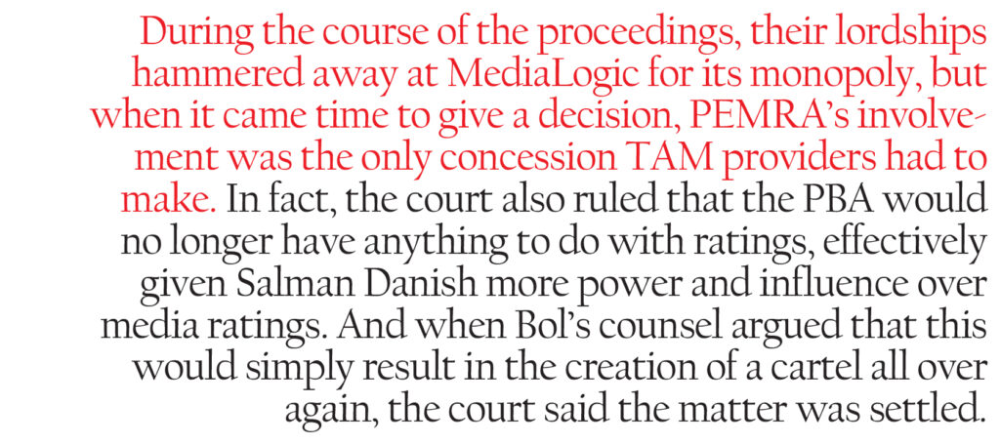 During the course of the proceedings, their lordships
hammered away at MediaLogic for its monopoly, but
when it came time to give a decision, PEMRA's involve-
ment was the only concession TAM providers had to
make. In fact, the court also ruled that the PBA would
no longer have anything to do with ratings, effectively
given Salman Danish more power and influence over
media ratings. And when Bol's counsel argued that this
would simply result in the creation of a cartel all over
again, the court said the matter was settled.